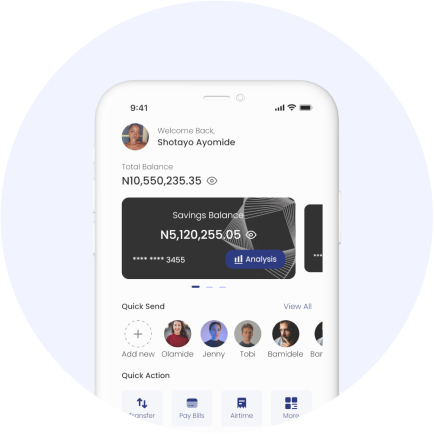 9:41
Welcome Back,
Shotayo Ayomide
Total Balance
N10,550,235.35
Savings Balance
N5,120,255.05
**** **** 3455
Analysis
***
Quick Send
View All
Add new
Olamide
Jenny
Tobi
Bamidele
Bar
Quick Action
Transfer
Pay Bills
Airtime
More